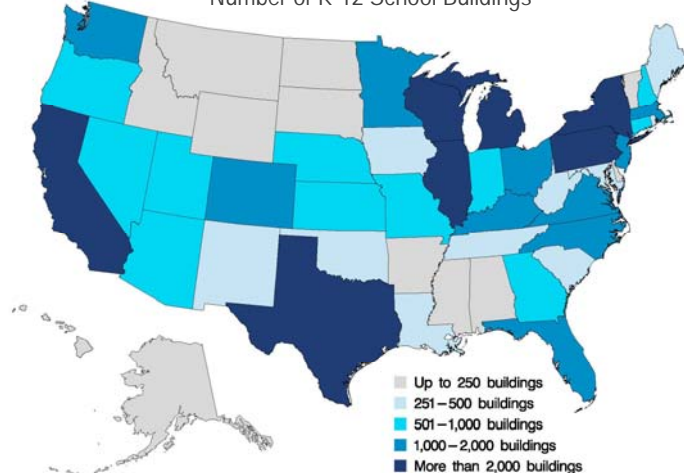 Number of K-12 School Buildings
Up to 250 buildings
251–500 buildings
501–1,000 buildings
1,000–2,000 buildings
More than 2,000 buildings